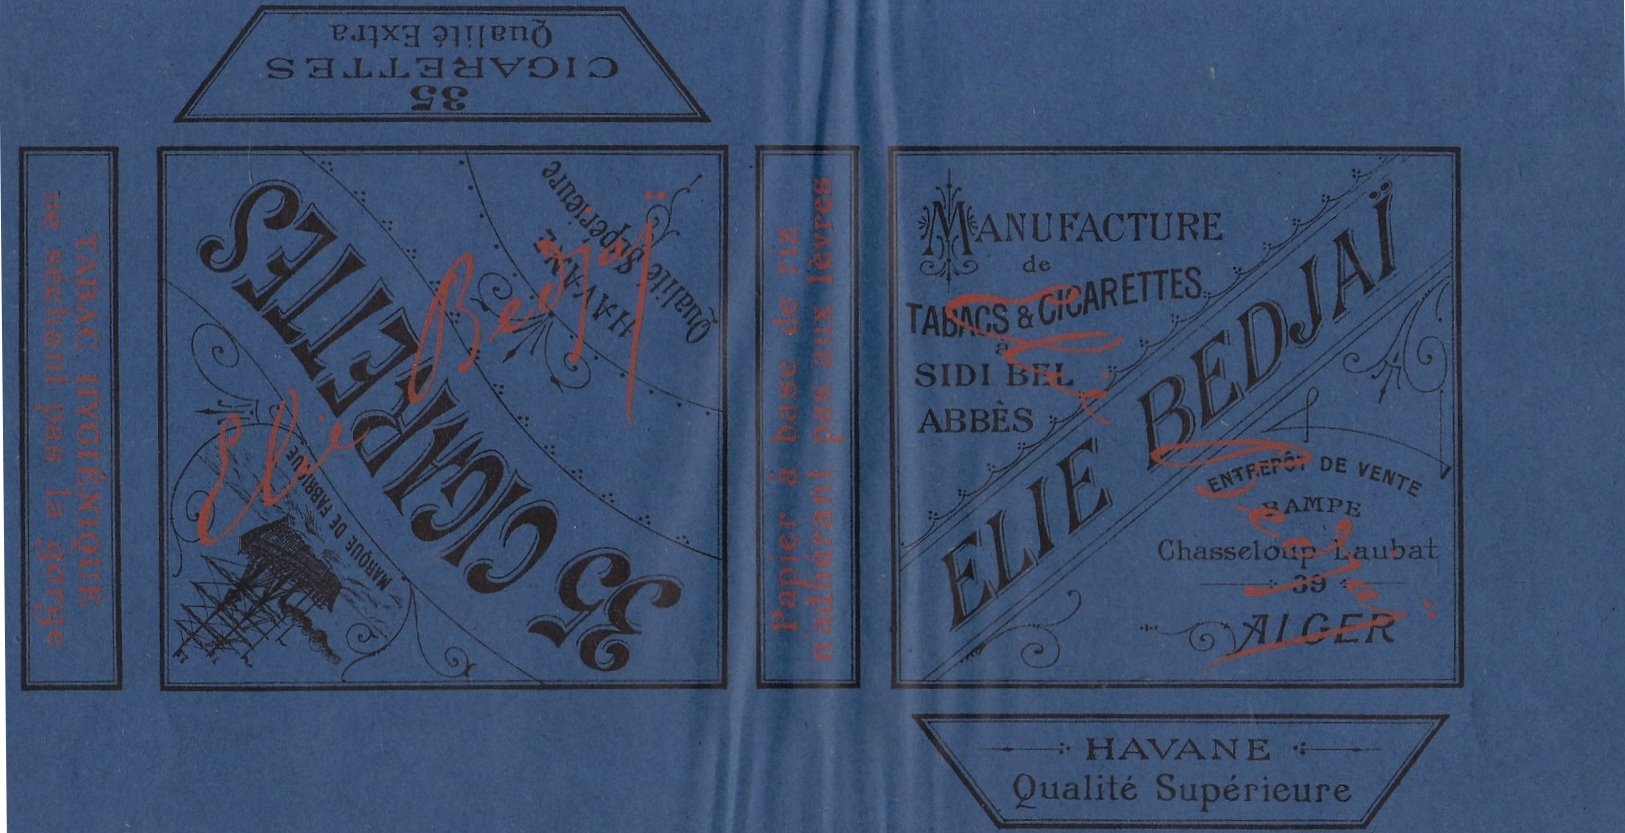 35
CIGARETTES
Qualité Extra
TABAC HYGIÉNIQUE
ne séchant pas la gorge
HAVANE
Qualité Supérieure
35 CIGARETTES
MARQUE DE FABRIQUE
Elie Bedjaï
Papier à base de riz
n'adhérant pas aux lèvres
MANUFACTURE
de
TABACS & CIGARETTES
à
SIDI BEL
ABBÈS
ELIE BEDJAÏ
ENTREPÔT DE VENTE
RAMPE
Chasseloup Laubat
39
ALGER
Elie Bedjaï
HAVANE
Qualité Supérieure